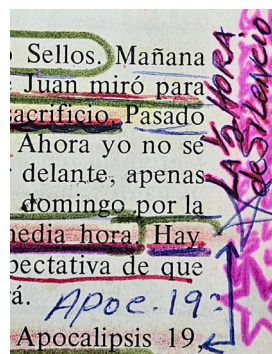 Sellos. Mañana
Juan miró para
sacrificio. Pasado
Ahora yo no se
delante, apenas
domingo por la
media hora. Hay
pectativa de que
á.
Apocalipsis 19,
Apoc. 19:
LA ½ HORA
de SILENCIO